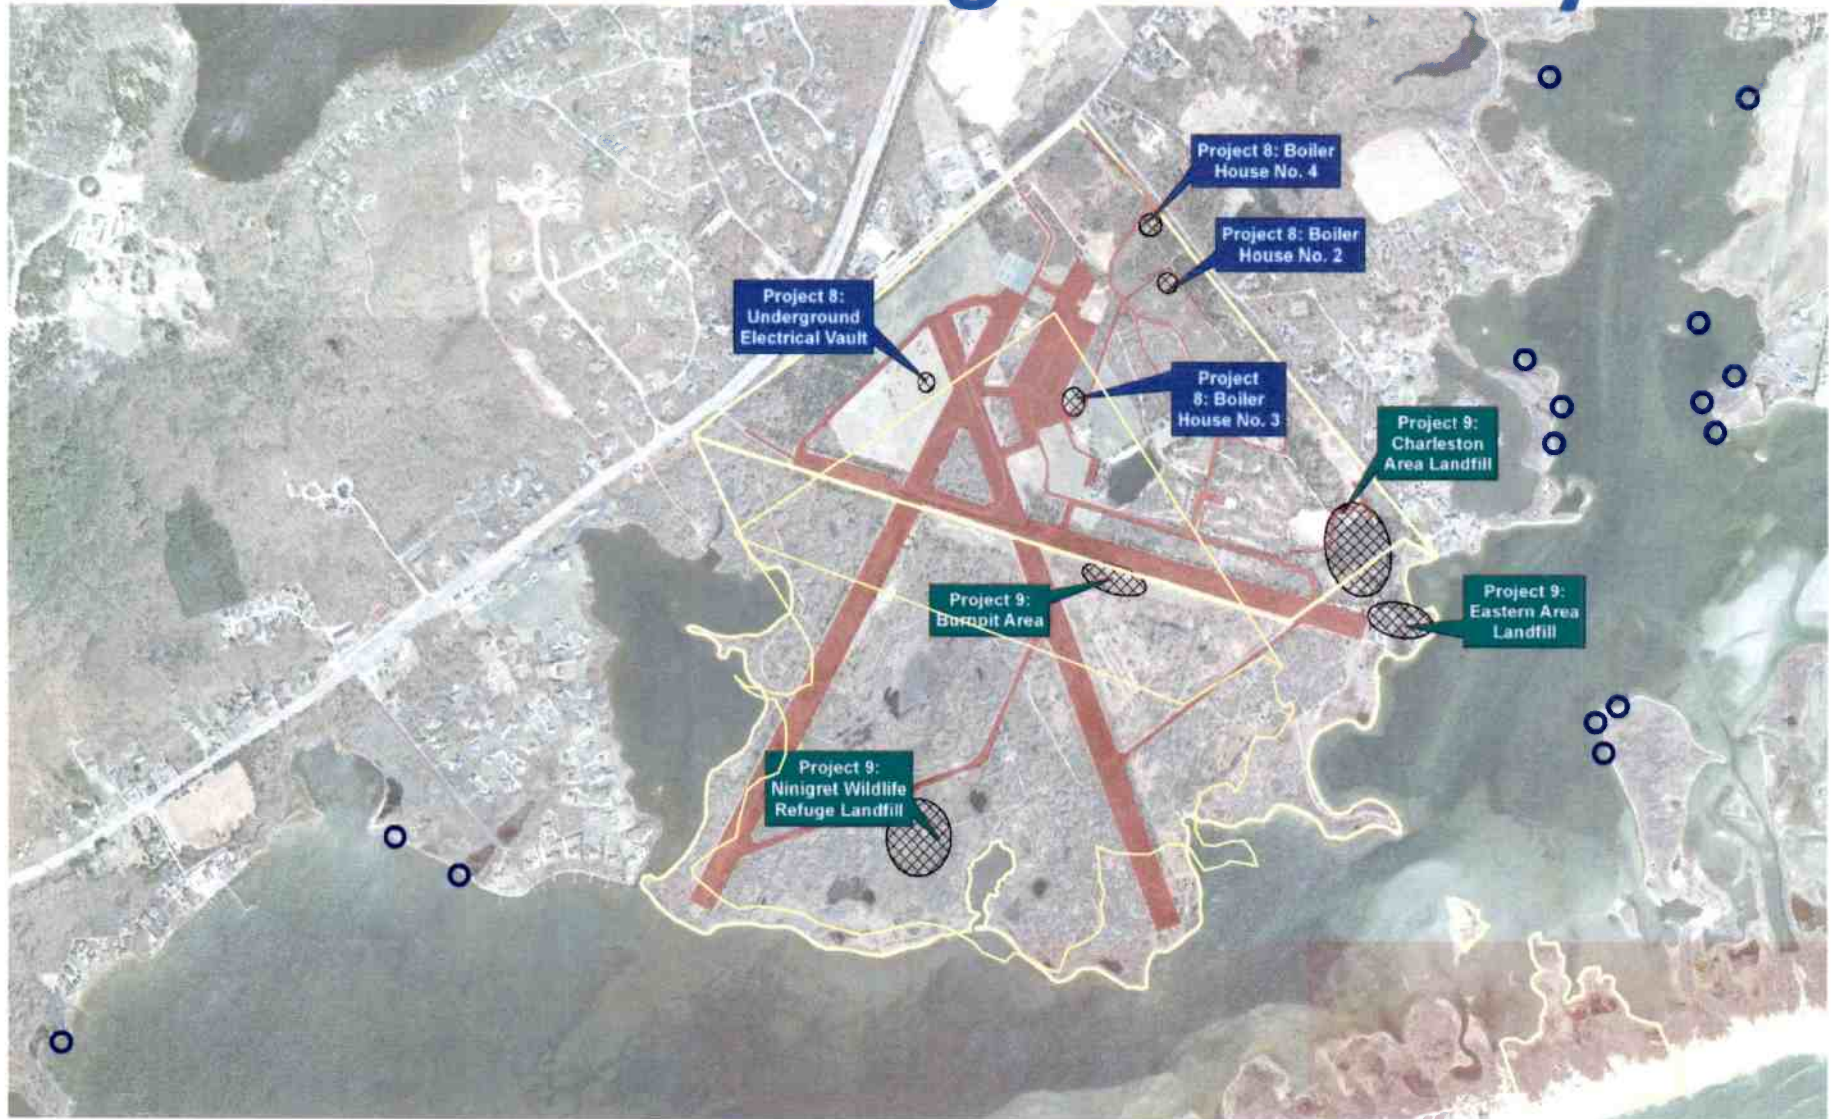 Project 8: Boiler
House No. 4
Project 8: Boiler
House No. 2
Project 8:
Underground
Electrical Vault
Project
8: Boiler
House No. 3
Project 9:
Charleston
Area Landfill
Project 9:
Burnpit Area
Project 9:
Eastern Area
Landfill
Project 9:
Ninigret Wildlife
Refuge Landfill